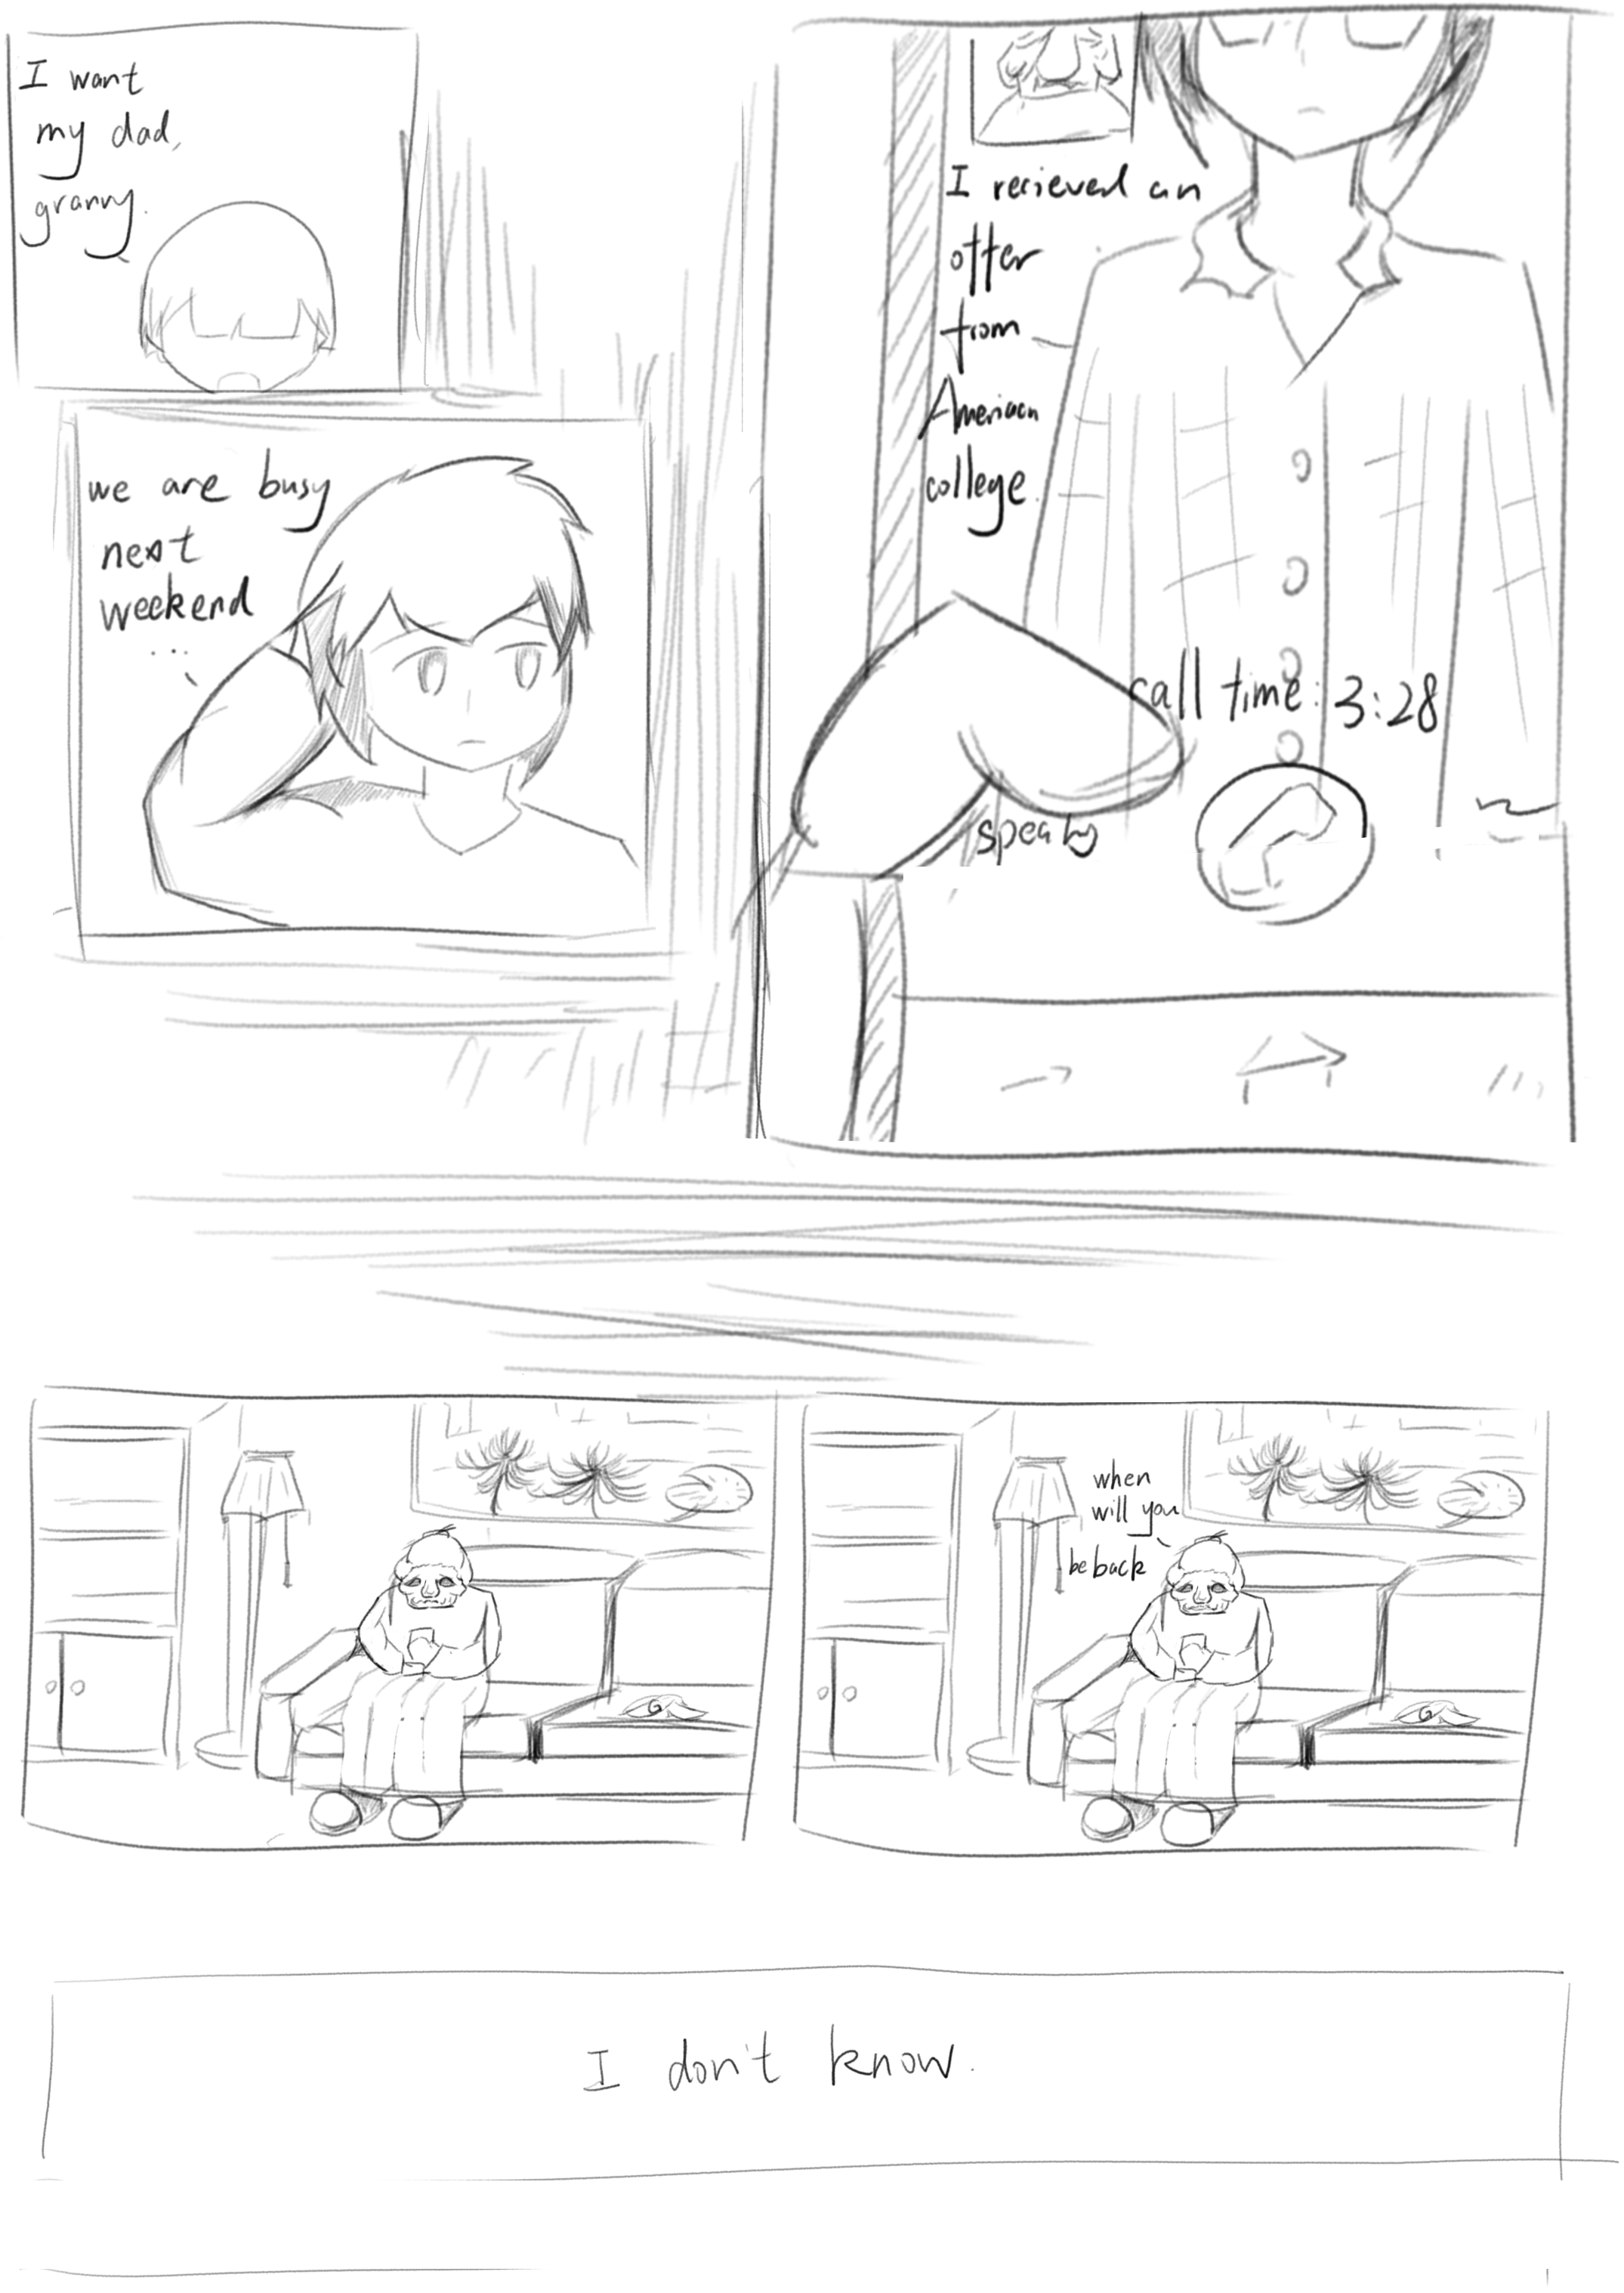 I want
my dad,
granny.
we are busy
next
weekend
...
I recieved an
offer
from
American
college.
call time: 3:28
when
will you
be back
I don't know.